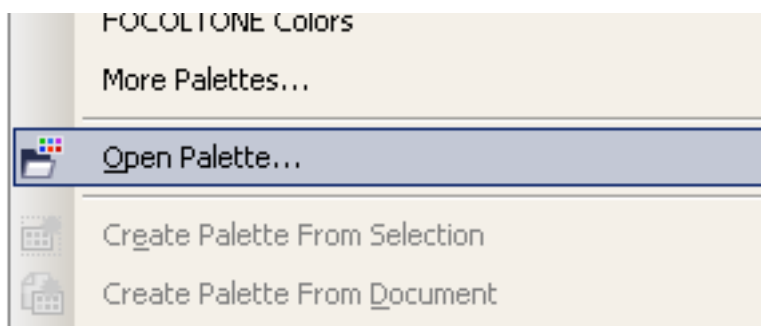 FOCOLTONE Colors
More Palettes...
Open Palette...
Create Palette From Selection
Create Palette From Document